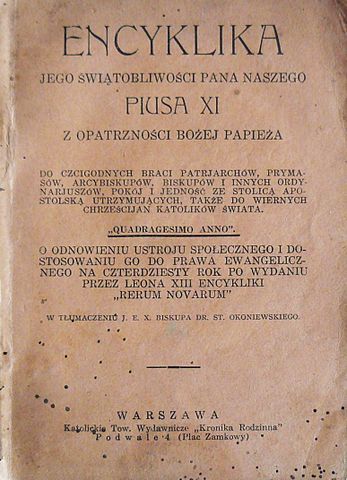 ENCYKLIKA
JEGO ŚWIĄTOBLIWOŚCI PANA NASZEGO
PIUSA XI
Z OPATRZNOŚCI BOŻEJ PAPIEŻA
DO CZCIGODNYCH BRACI PATRJARCHÓW, PRYMA-
SÓW, ARCYBISKUPÓW, BISKUPÓW I INNYCH ORDY-
NARJUSZÓW, POKÓJ I JEDNOŚĆ ZE STOLICĄ APO-
STOLSKĄ UTRZYMUJĄCYCH, TAKŻE DO WIERNYCH
CHRZEŚCIJAN KATOLIKÓW ŚWIATA.
„QUADRAGESIMO ANNO".
O ODNOWIENIU USTROJU SPOŁECZNEGO I DO-
STOSOWANIU GO DO PRAWA EWANGELICZ-
NEGO NA CZTERDZIESTY ROK PO WYDANIU
PRZEZ LEONA XIII ENCYKLIKI
„RERUM NOVARUM"
W TŁUMACZENIU J. E. X. BISKUPA DR. ST. OKONIEWSKIEGO.
WARSZAWA
Katolickie Tow. Wydawnicze „Kronika Rodzinna"
Podwale 4 (Plac Zamkowy)